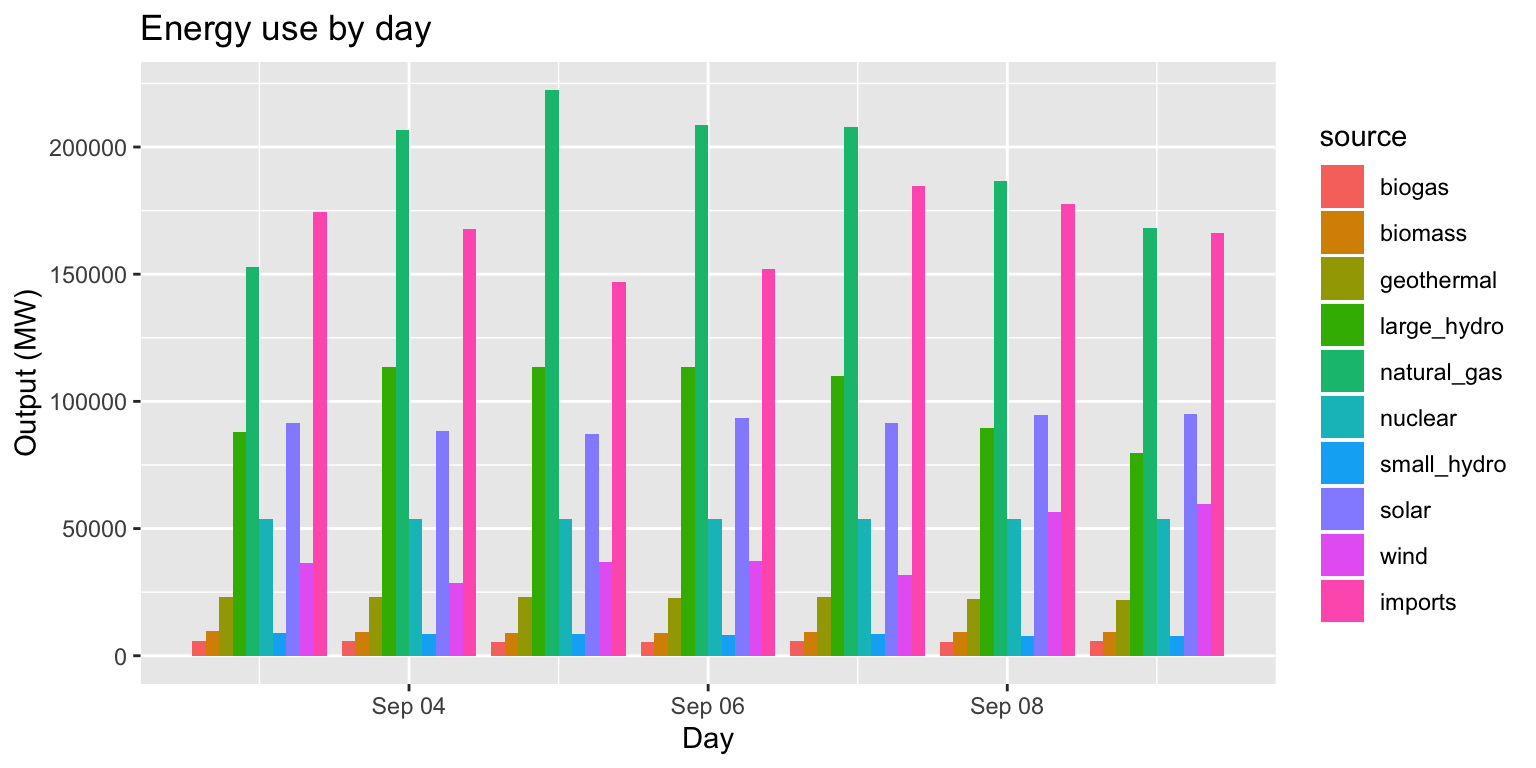 Energy use by day
Output (MW)
200000
150000
100000
50000
0
Sep 04
Sep 06
Sep 08
Day
source
biogas
biomass
geothermal
large_hydro
natural_gas
nuclear
small_hydro
solar
wind
imports